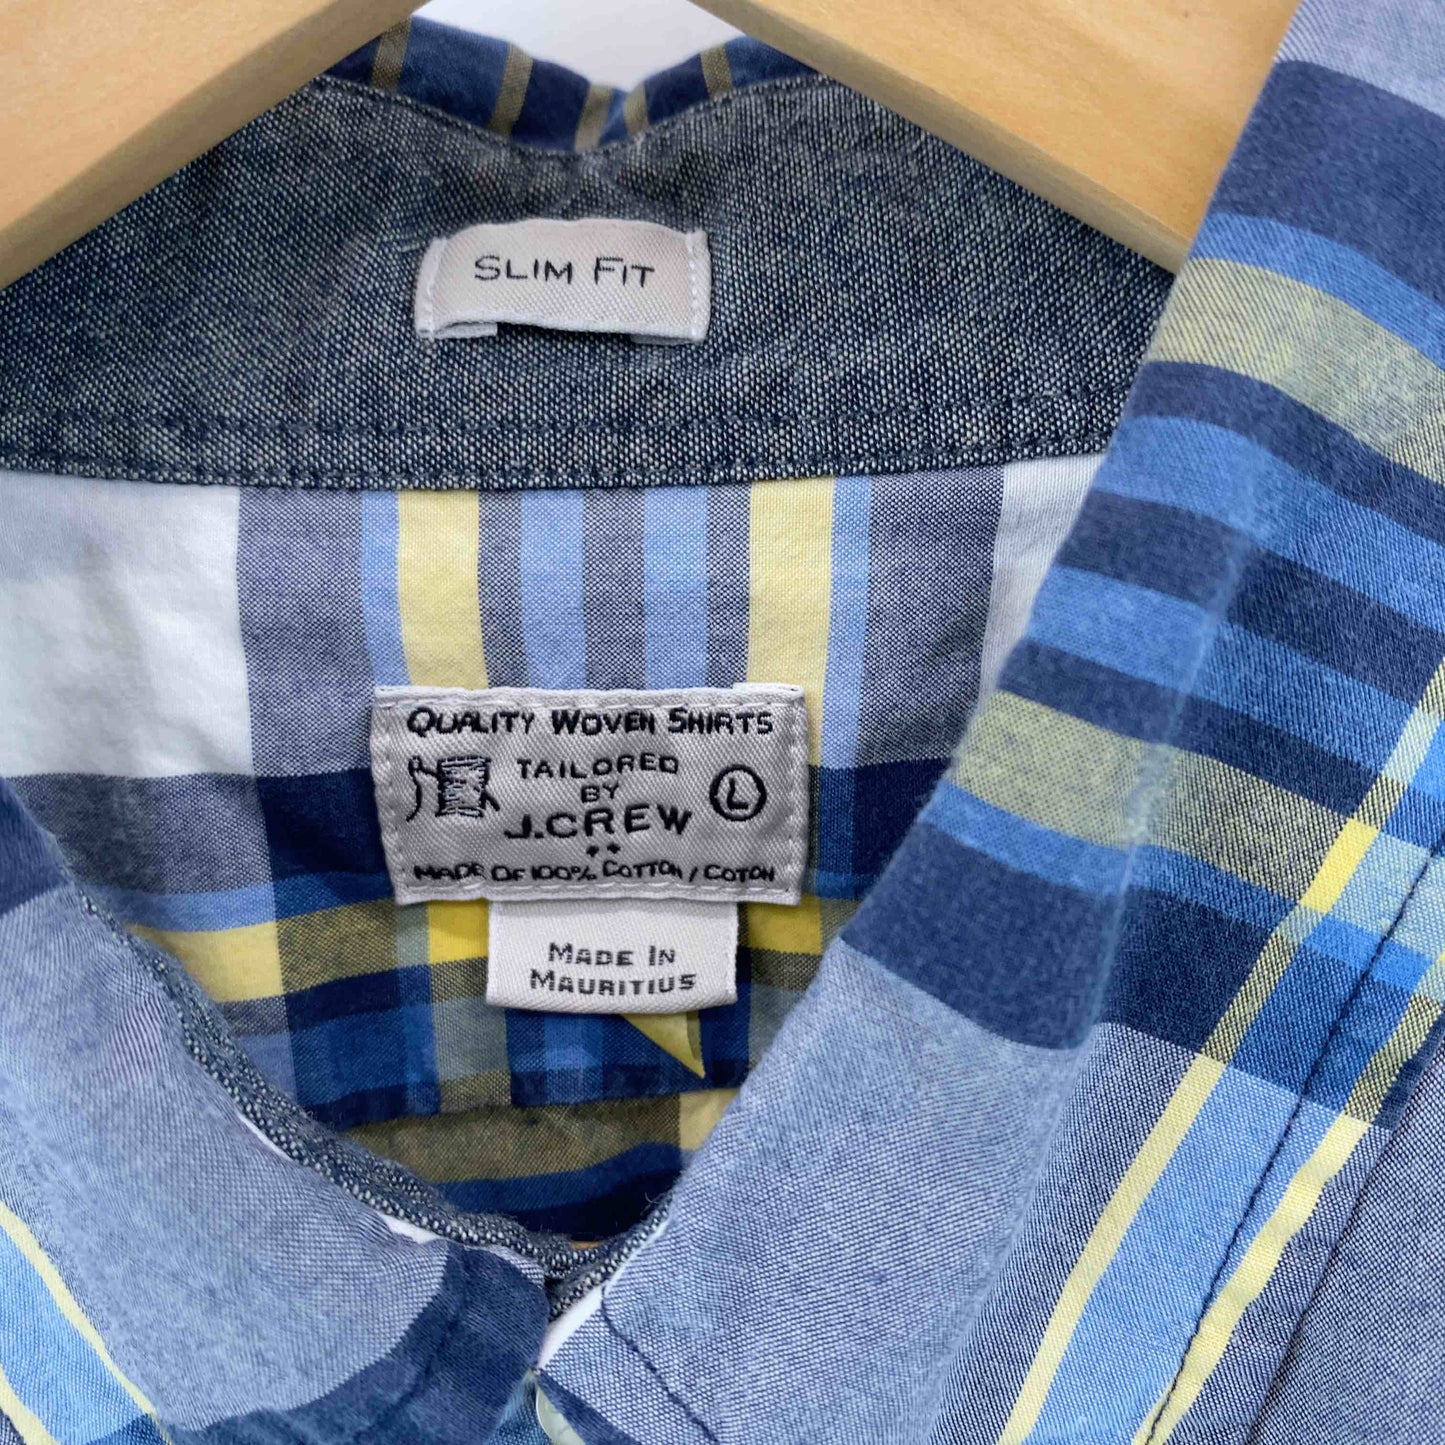 SLIM FIT
QUALITY WOVEN SHIRTS
TAILORED
BY
J.CREW
L
MADE OF 100% COTTON / COTON
MADE IN
MAURITIUS